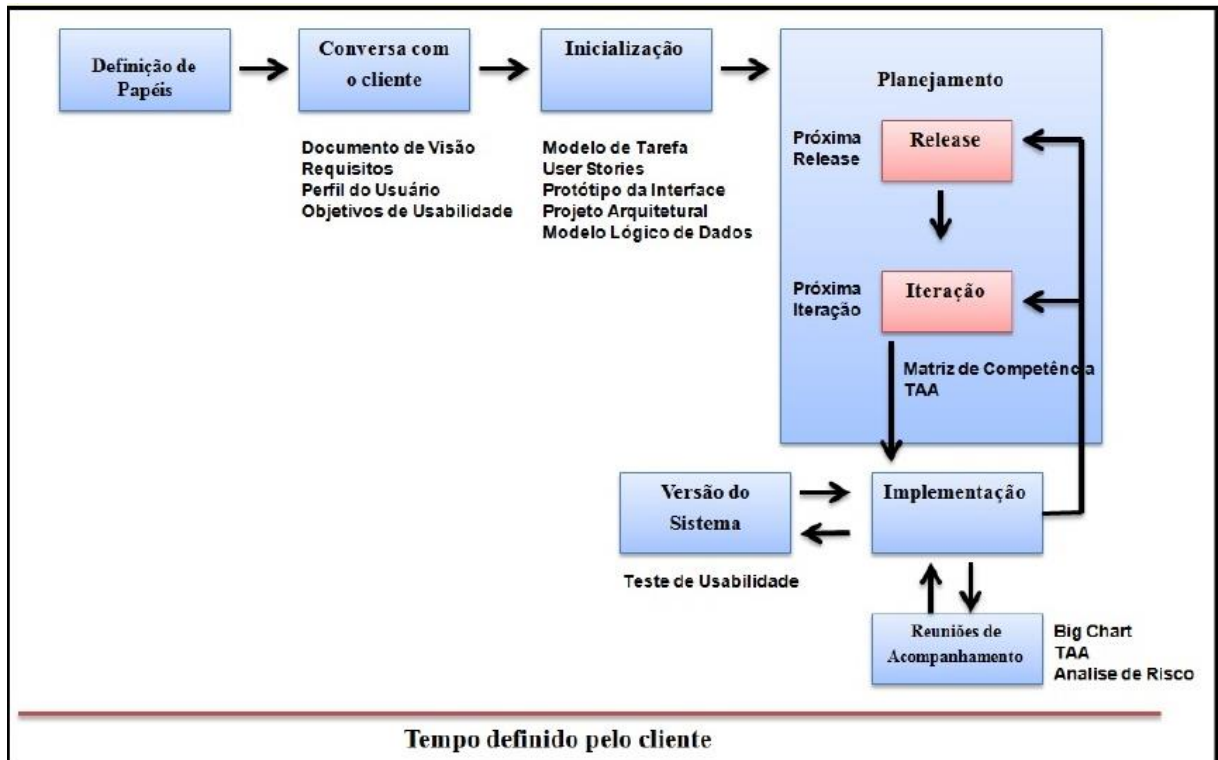 Definição de
Papéis
Conversa com
o cliente
Documento de Visão
Requisitos
Perfil do Usuário
Objetivos de Usabilidade
Inicialização
Modelo de Tarefa
User Stories
Protótipo da Interface
Projeto Arquitetural
Modelo Lógico de Dados
Planejamento
Próxima
Release
Release
Próxima
Iteração
Iteração
Matriz de Competência
TAA
Versão do
Sistema
Teste de Usabilidade
Implementação
Reuniões de
Acompanhamento
Big Chart
TAA
Analise de Risco
Tempo definido pelo cliente